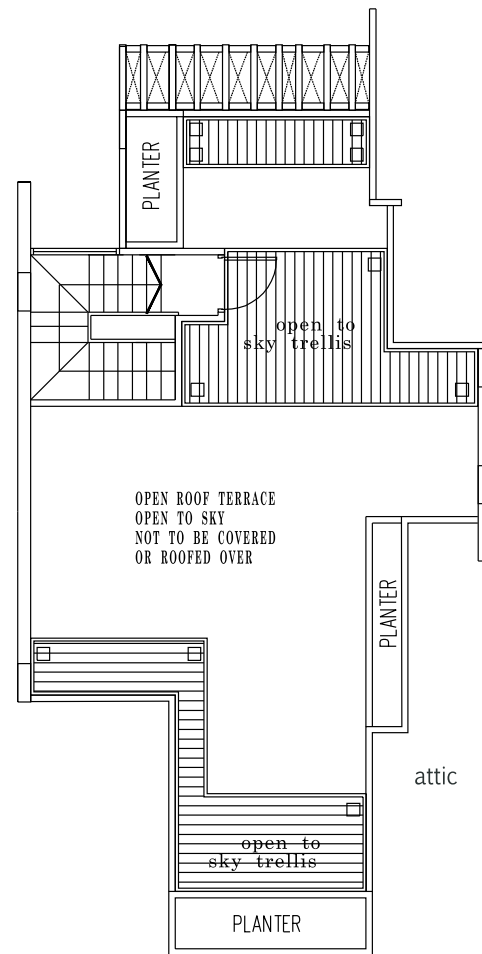 PLANTER
open to
sky trellis
OPEN ROOF TERRACE
OPEN TO SKY
NOT TO BE COVERED
OR ROOFED OVER
PLANTER
attic
open to
sky trellis
PLANTER